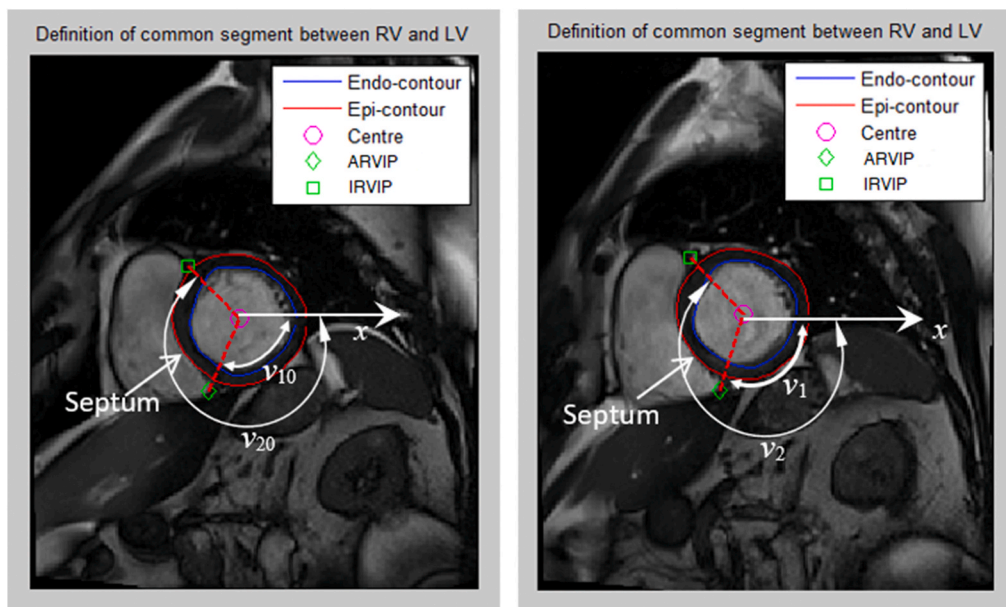 Definition of common segment between RV and LV
Endo-contour
Epi-contour
Centre
ARVIP
IRVIP
x
v10
Septum
v20
Definition of common segment between RV and LV
Endo-contour
Epi-contour
Centre
ARVIP
IRVIP
x
v1
Septum
v2